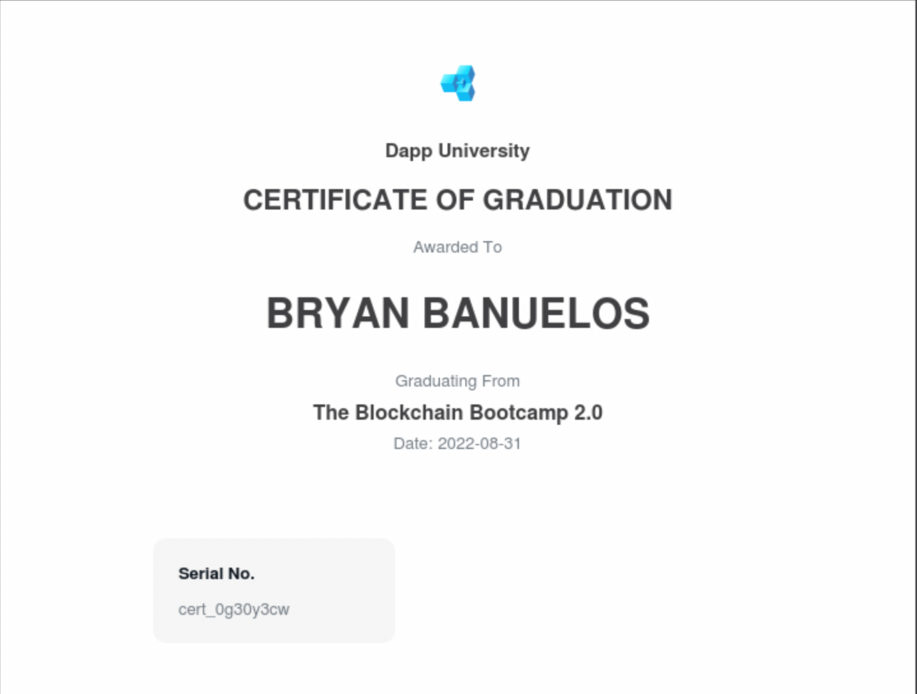 Dapp University
CERTIFICATE OF GRADUATION
Awarded To
BRYAN BANUELOS
Graduating From
The Blockchain Bootcamp 2.0
Date: 2022-08-31
Serial No.
cert_0g30y3cw